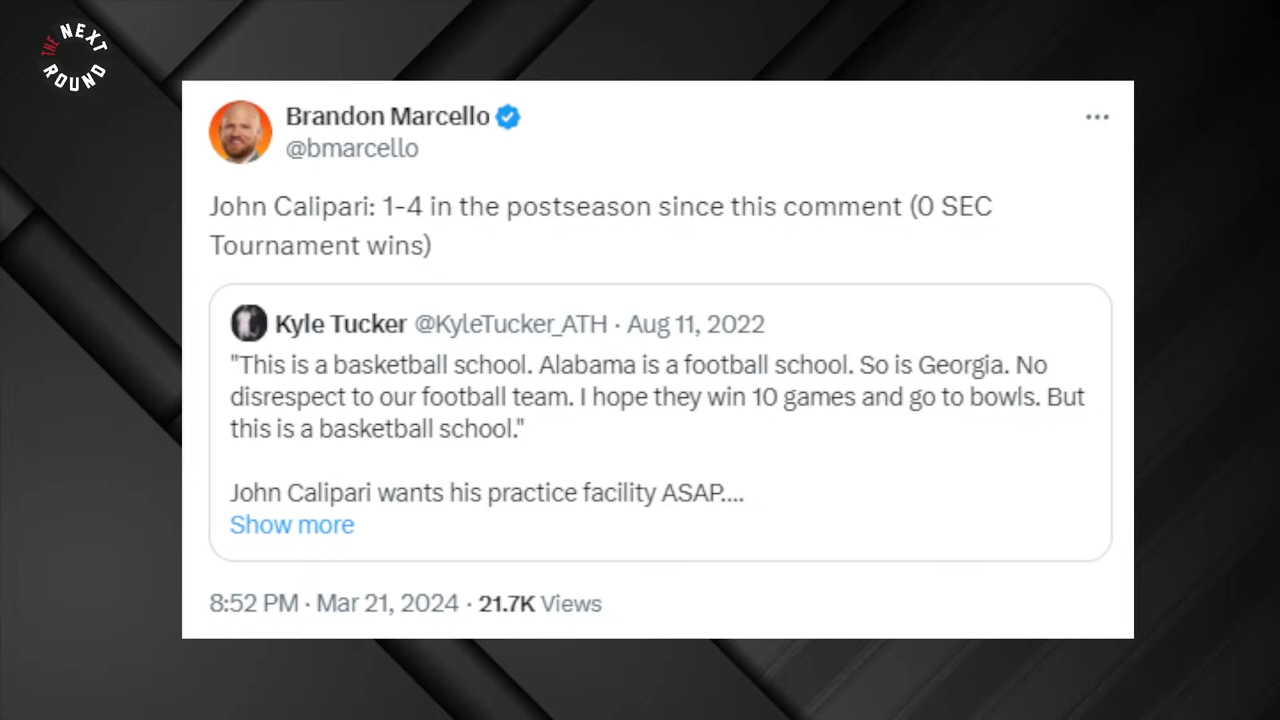 THE NEXT ROUND
Brandon Marcello
@bmarcello
John Calipari: 1-4 in the postseason since this comment (0 SEC
Tournament wins)
Kyle Tucker @KyleTucker_ATH · Aug 11, 2022
"This is a basketball school. Alabama is a football school. So is Georgia. No
disrespect to our football team. I hope they win 10 games and go to bowls. But
this is a basketball school."
John Calipari wants his practice facility ASAP....
Show more
8:52 PM · Mar 21, 2024 · 21.7K Views